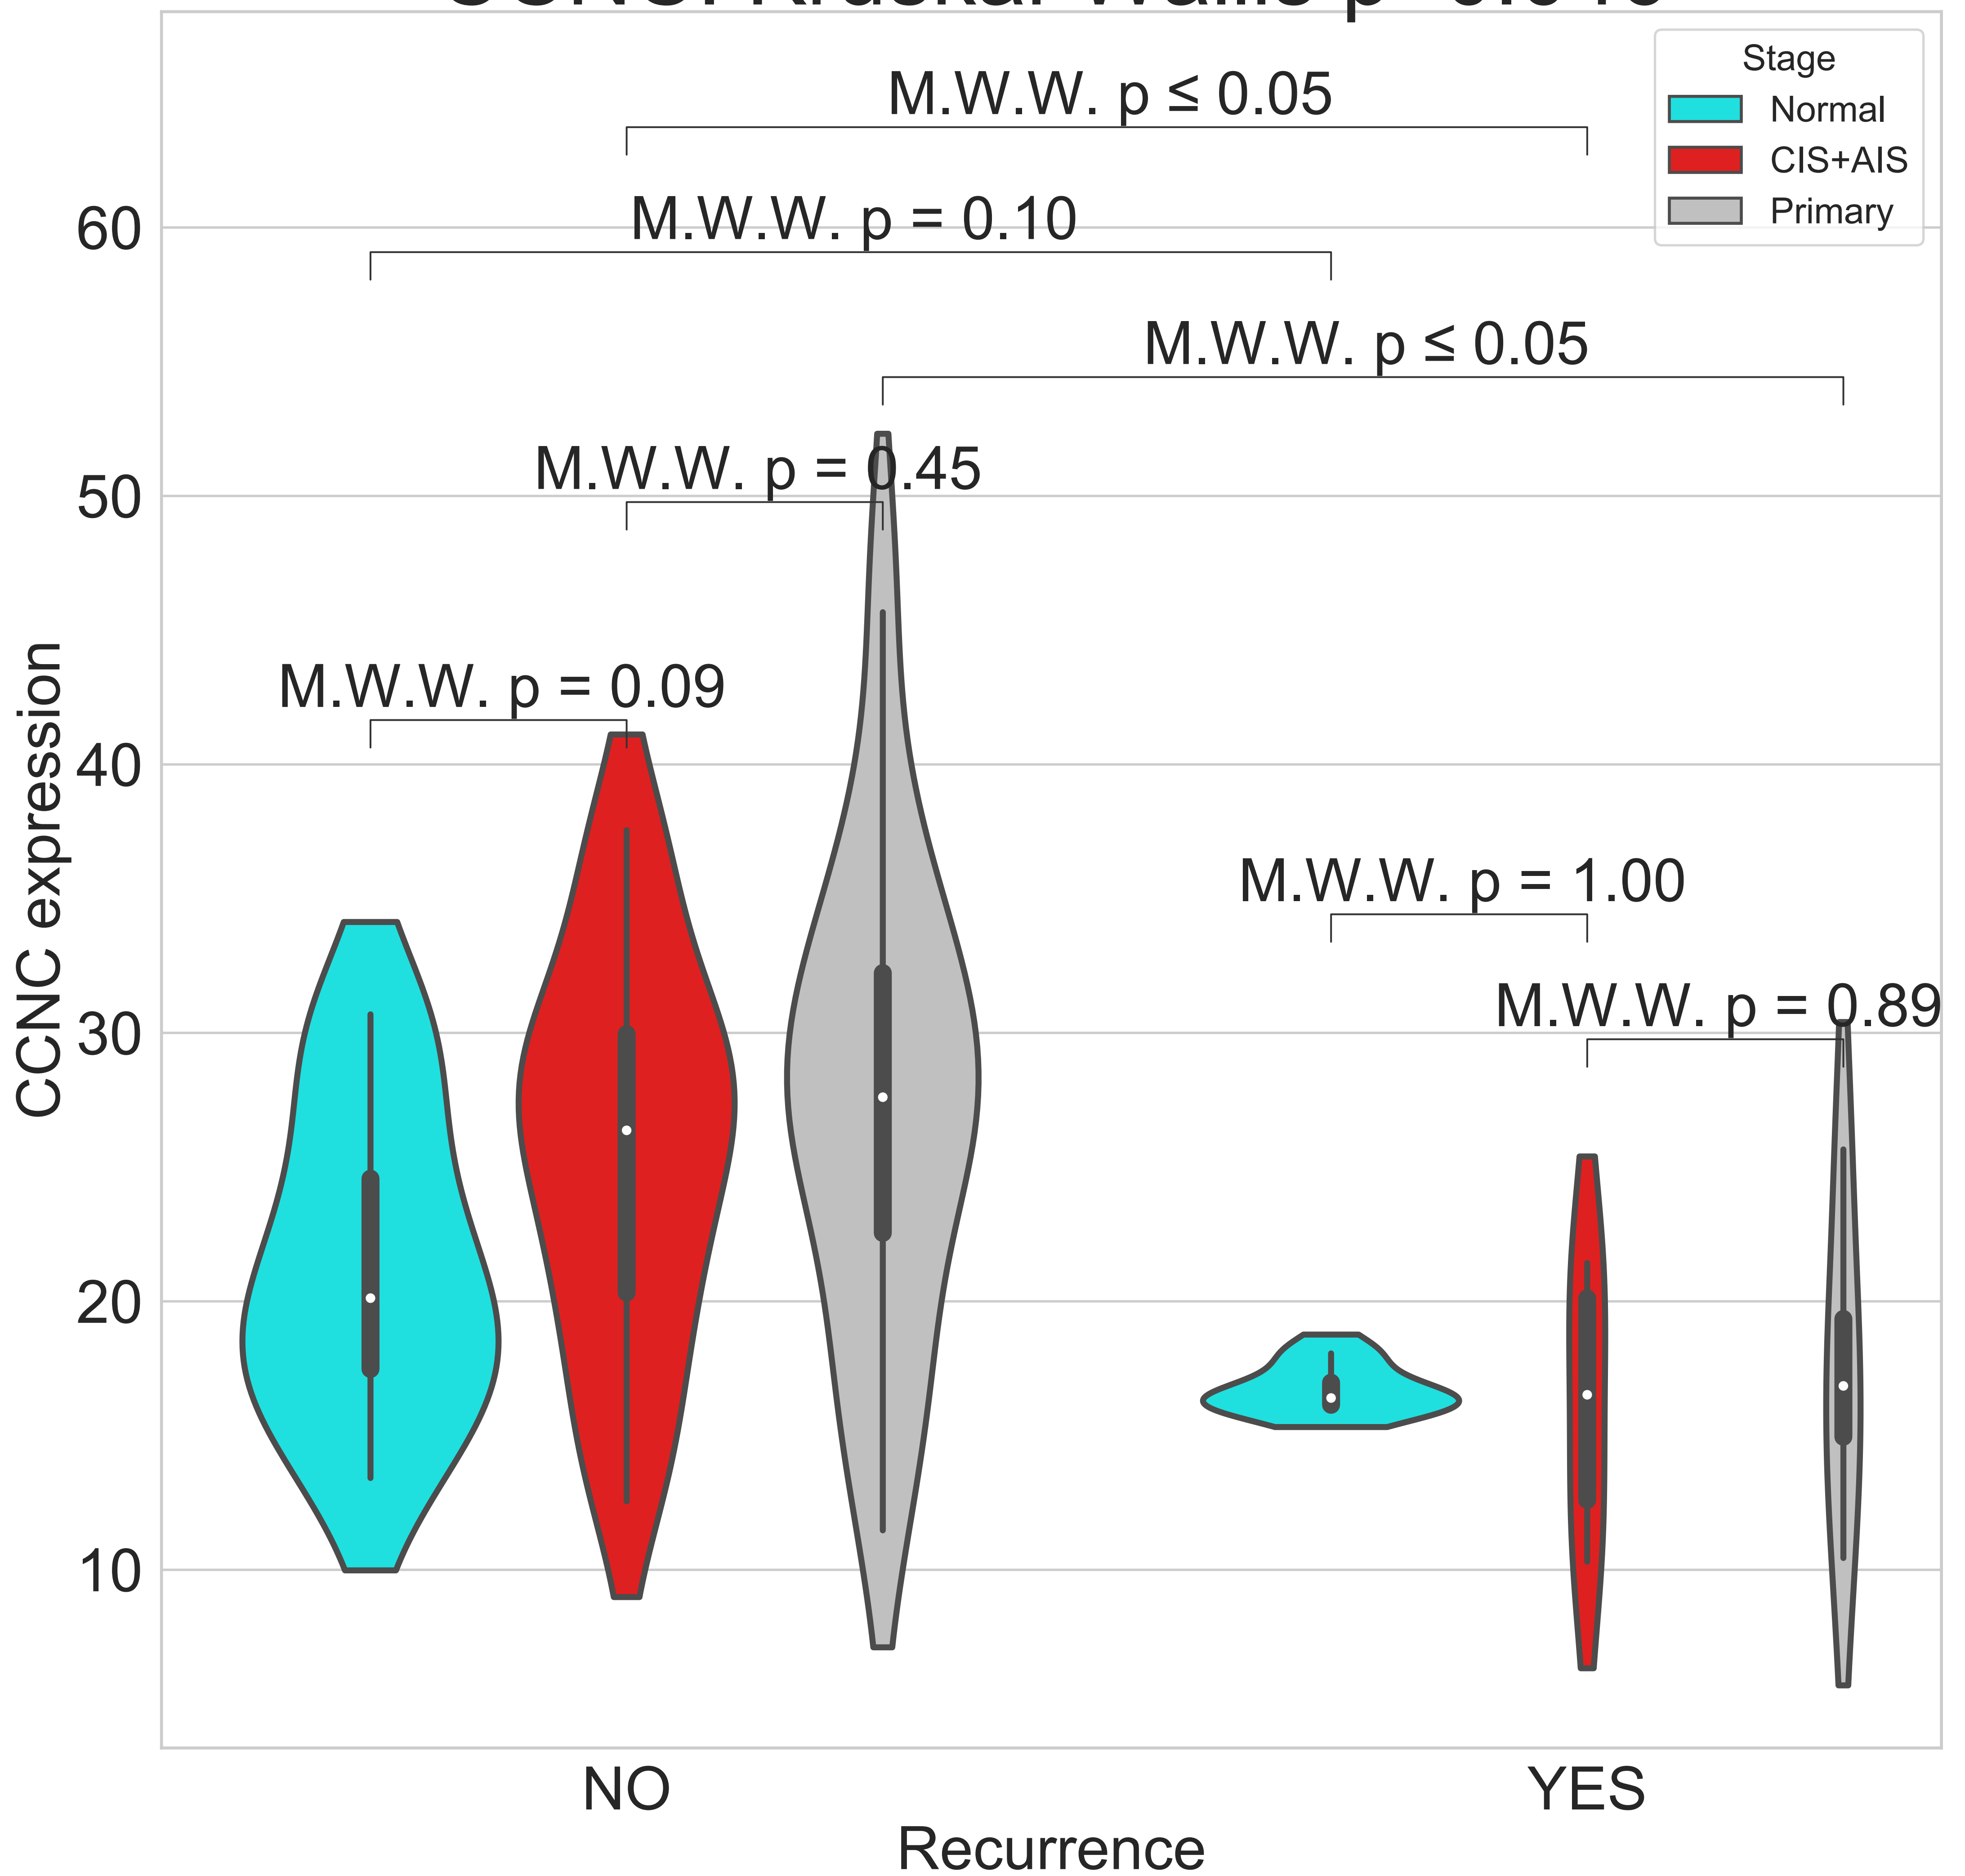 Stage
Normal
CIS+AIS
Primary
M.W.W. p ≤ 0.05
M.W.W. p = 0.10
M.W.W. p ≤ 0.05
M.W.W. p = 0.45
M.W.W. p = 0.09
M.W.W. p = 1.00
M.W.W. p = 0.89
60
50
40
30
20
10
CCNC expression
NO
YES
Recurrence